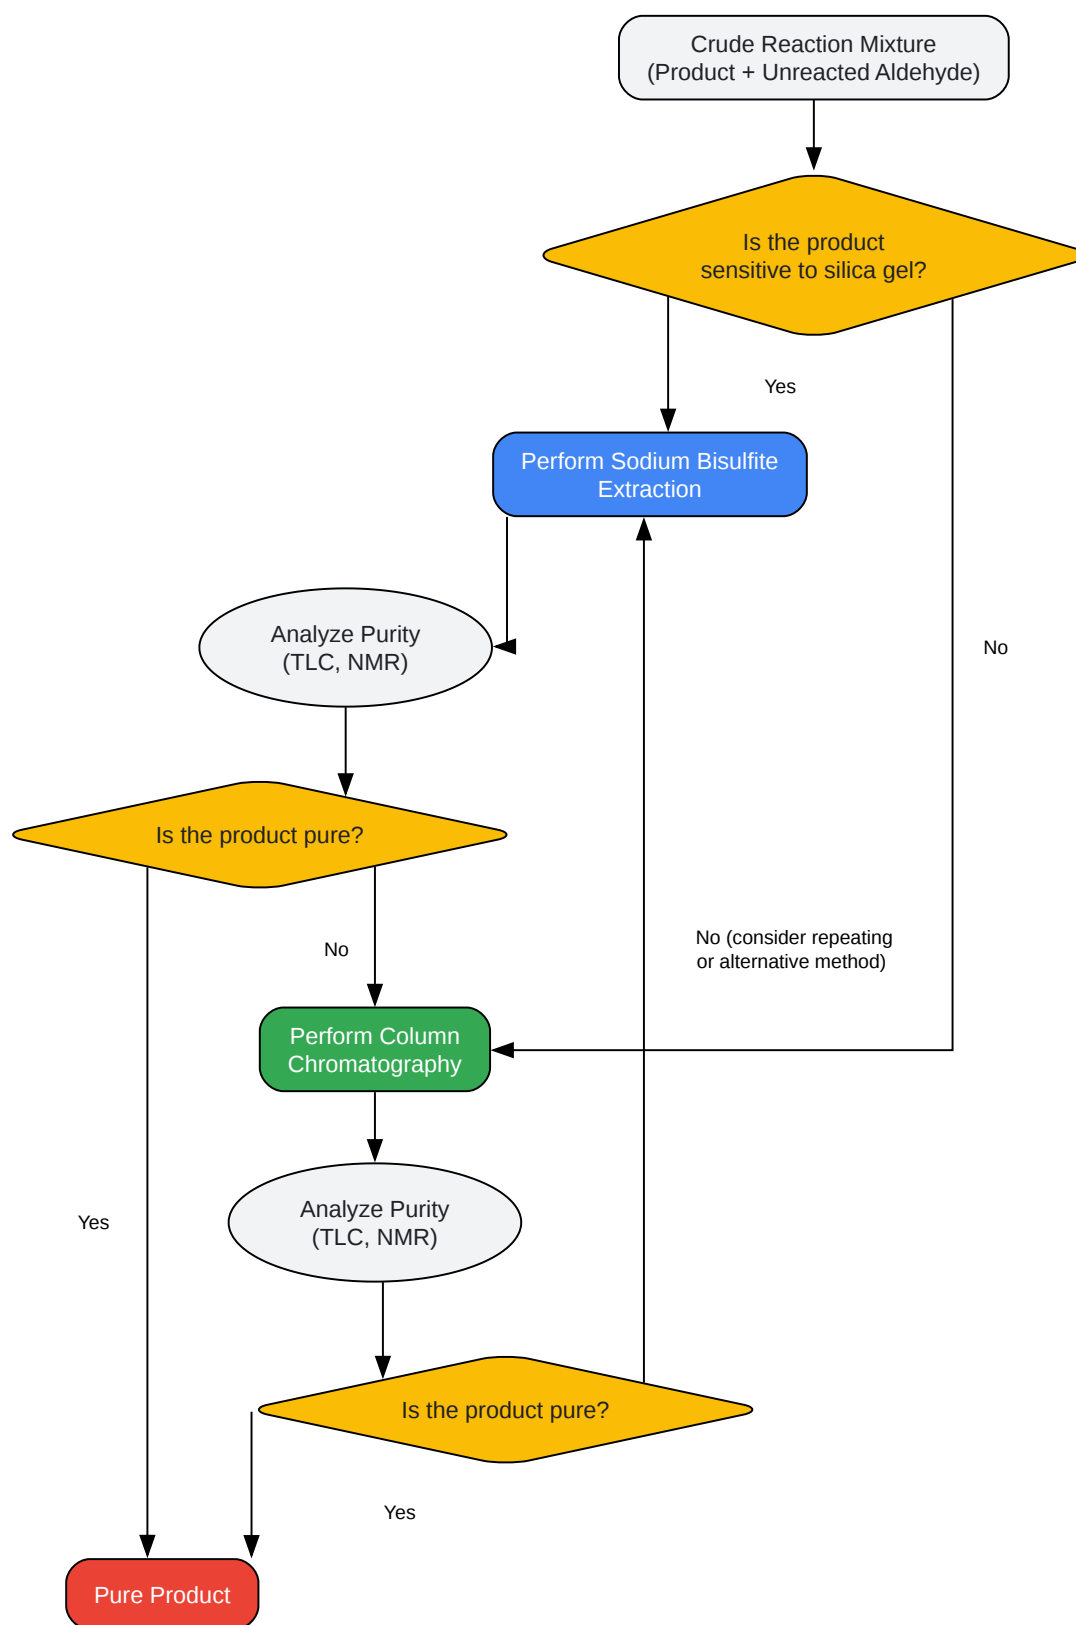 Crude Reaction Mixture
(Product + Unreacted Aldehyde)
Is the product
sensitive to silica gel?
Yes
Perform Sodium Bisulfite
Extraction
Analyze Purity
(TLC, NMR)
No
Is the product pure?
No
No (consider repeating
or alternative method)
Perform Column
Chromatography
Analyze Purity
(TLC, NMR)
Yes
Is the product pure?
Yes
Pure Product